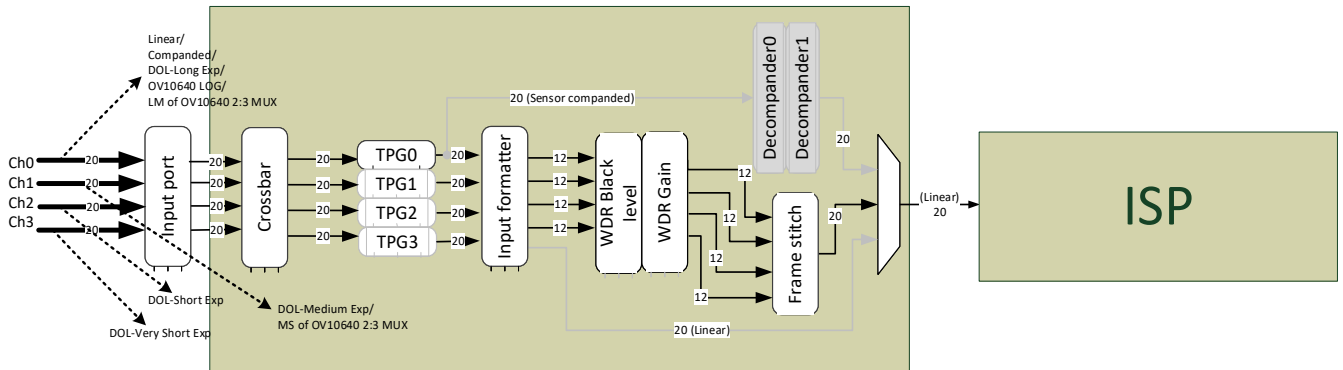 Linear/
Companded/
DOL-Long Exp/
OV10640 LOG/
LM of OV10640 2:3 MUX
Ch0
Ch1
Ch2
Ch3
20
20
20
20
Input port
20
20
20
20
Crossbar
20
20
20
20
TPG0
TPG1
TPG2
TPG3
20
20
20
20
20 (Sensor companded)
Input formatter
12
12
12
12
WDR Black
level
WDR Gain
12
12
12
12
Decompander0
Decompander1
20
Frame stitch
20
20 (Linear)
(Linear)
20
ISP
DOL-Short Exp
DOL-Very Short Exp
DOL-Medium Exp/
MS of OV10640 2:3 MUX